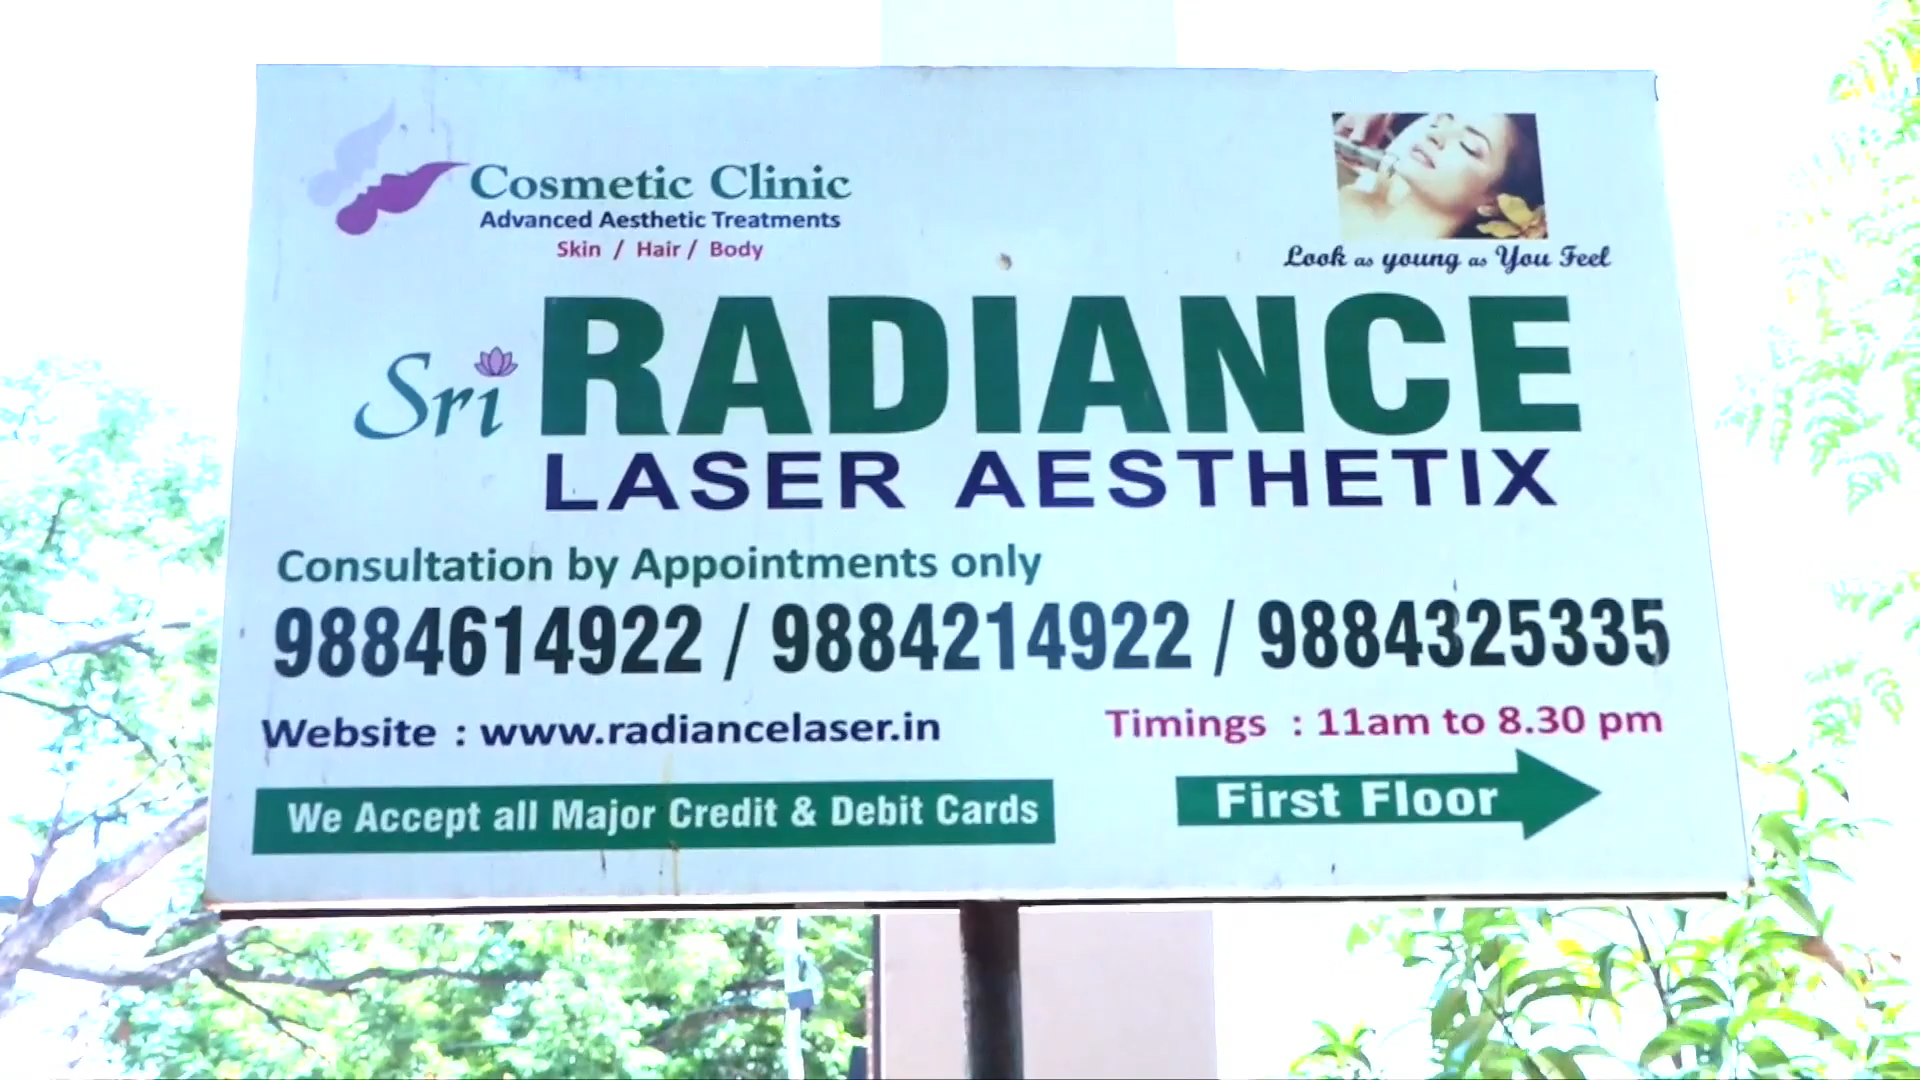 Cosmetic Clinic
Advanced Aesthetic Treatments
Skin / Hair / Body
Look as young as You Feel
Sri RADIANCE
LASER AESTHETIX
Consultation by Appointments only
9884614922 / 9884214922 / 9884325335
Website : www.radiancelaser.in
Timings : 11am to 8.30 pm
We Accept all Major Credit & Debit Cards
First Floor